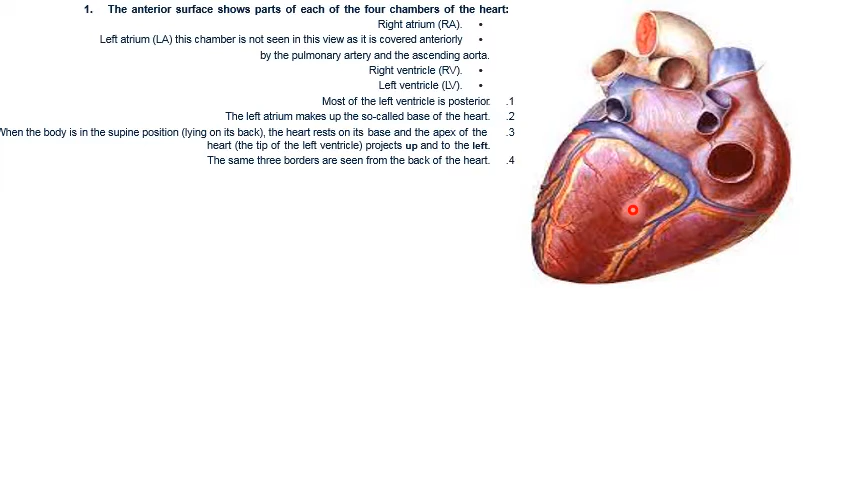 1. The anterior surface shows parts of each of the four chambers of the heart:
Right atrium (RA). •
Left atrium (LA) this chamber is not seen in this view as it is covered anteriorly •
by the pulmonary artery and the ascending aorta.
Right ventricle (RV). •
Left ventricle (LV). •
Most of the left ventricle is posterior. .1
The left atrium makes up the so-called base of the heart. .2
When the body is in the supine position (lying on its back), the heart rests on its base and the apex of the .3
heart (the tip of the left ventricle) projects up and to the left.
The same three borders are seen from the back of the heart. .4